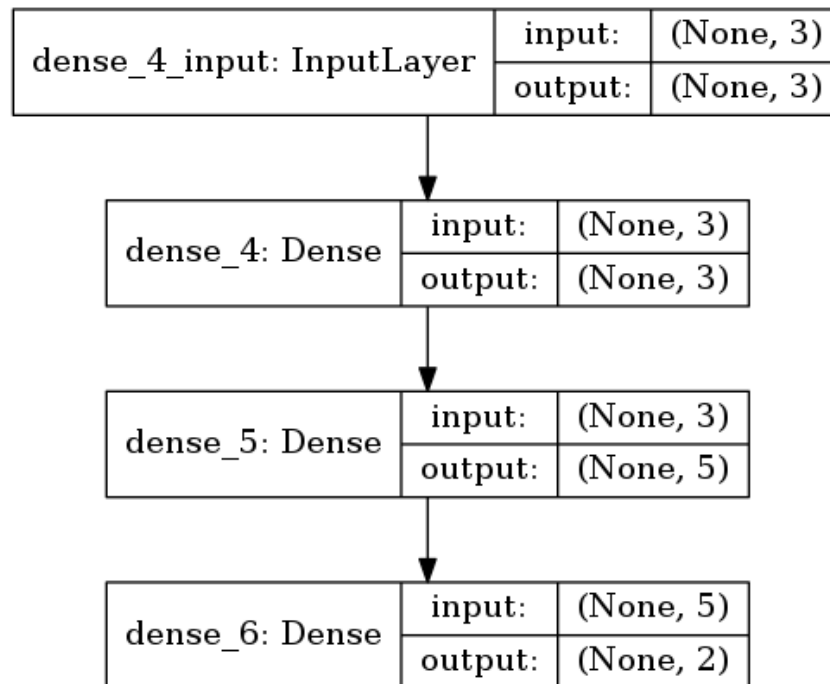 dense_4_input: InputLayer
input: (None, 3)
output: (None, 3)
dense_4: Dense
input: (None, 3)
output: (None, 3)
dense_5: Dense
input: (None, 3)
output: (None, 5)
dense_6: Dense
input: (None, 5)
output: (None, 2)